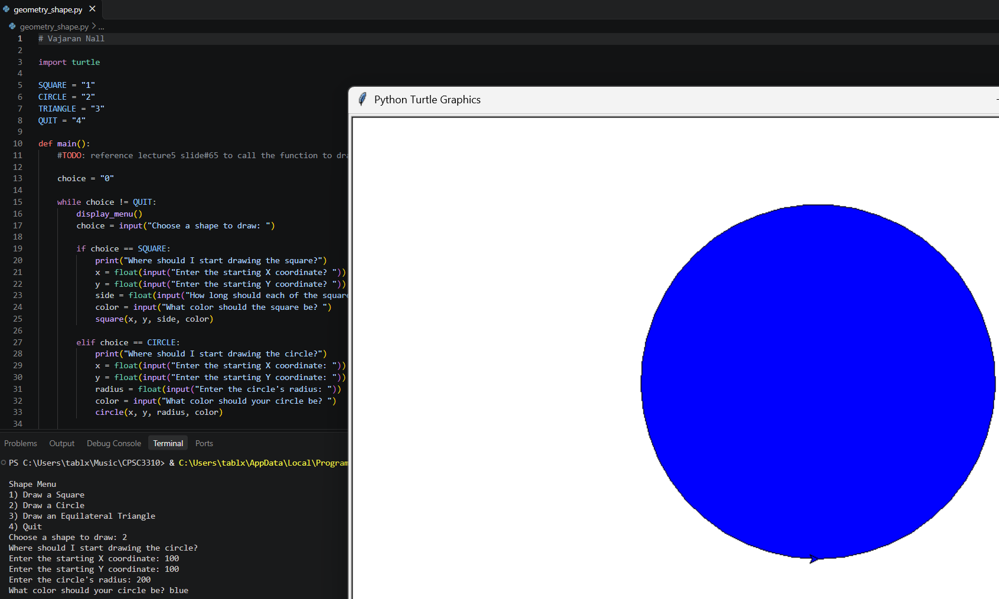 geometry_shape.py
geometry_shape.py > ...
1 # Vajaran Nall
2
3 import turtle
4
5 SQUARE = "1"
6 CIRCLE = "2"
7 TRIANGLE = "3"
8 QUIT = "4"
9
10 def main():
11 #TODO: reference lecture5 slide#65 to call the function to dra
12
13 choice = "0"
14
15 while choice != QUIT:
16 display_menu()
17 choice = input("Choose a shape to draw: ")
18
19 if choice == SQUARE:
20 print("Where should I start drawing the square?")
21 x = float(input("Enter the starting X coordinate? "))
22 y = float(input("Enter the starting Y coordinate? "))
23 side = float(input("How long should each of the square
24 color = input("What color should the square be? ")
25 square(x, y, side, color)
26
27 elif choice == CIRCLE:
28 print("Where should I start drawing the circle?")
29 x = float(input("Enter the starting X coordinate: "))
30 y = float(input("Enter the starting Y coordinate: "))
31 radius = float(input("Enter the circle's radius: "))
32 color = input("What color should your circle be? ")
33 circle(x, y, radius, color)
34
Python Turtle Graphics
Problems Output Debug Console Terminal Ports
PS C:\Users\tablx\Music\CPSC3310> & C:\Users\tablx\AppData\Local\Program
Shape Menu
1) Draw a Square
2) Draw a Circle
3) Draw an Equilateral Triangle
4) Quit
Choose a shape to draw: 2
Where should I start drawing the circle?
Enter the starting X coordinate: 100
Enter the starting Y coordinate: 100
Enter the circle's radius: 200
What color should your circle be? blue